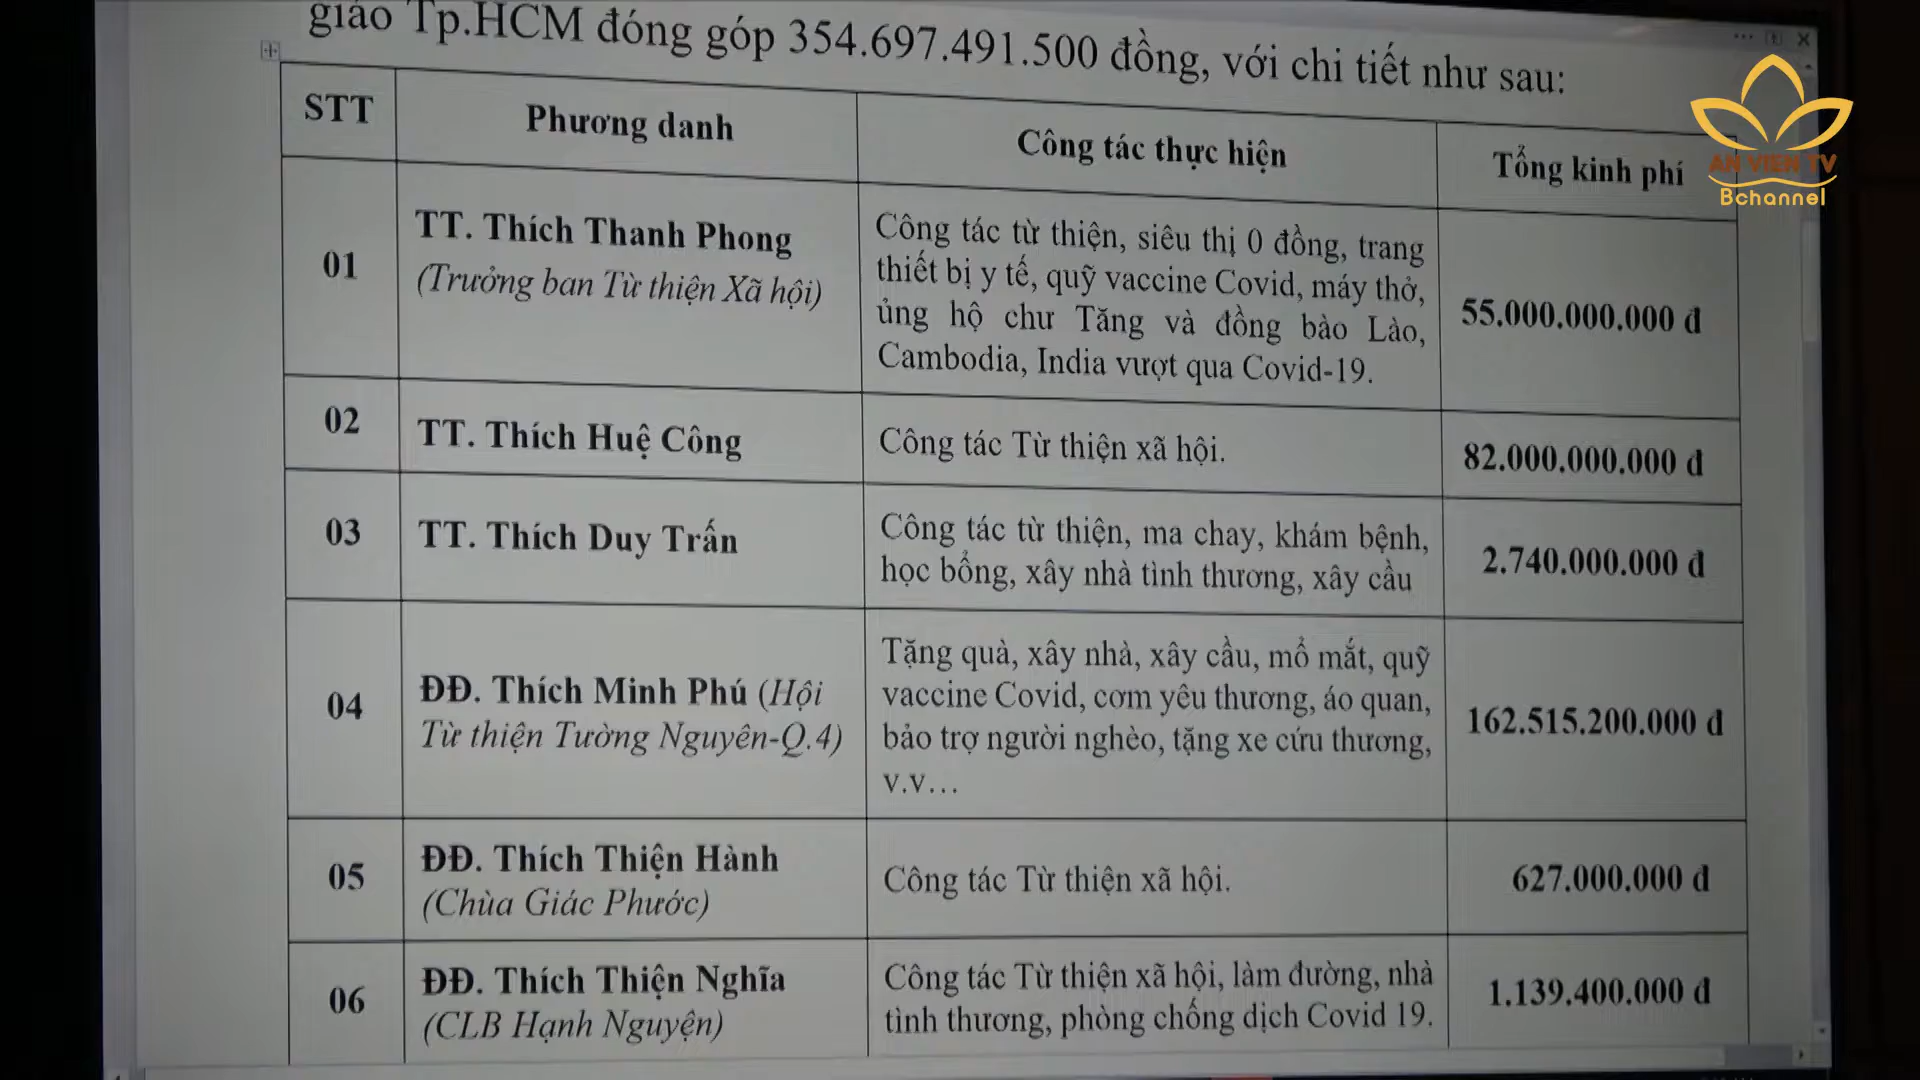 giáo Tp.HCM đóng góp 354.697.491.500 đồng, với chi tiết như sau:
STT
Phương danh
Công tác thực hiện
Tổng kinh phí
AN VIEN TV
Bchannel
01
TT. Thích Thanh Phong
(Trưởng ban Từ thiện Xã hội)
Công tác từ thiện, siêu thị 0 đồng, trang
thiết bị y tế, quỹ vaccine Covid, máy thở,
ủng hộ chư Tăng và đồng bào Lào,
Cambodia, India vượt qua Covid-19.
55.000.000.000 đ
02
TT. Thích Huệ Công
Công tác Từ thiện xã hội.
82.000.000.000 đ
03
TT. Thích Duy Trấn
Công tác từ thiện, ma chay, khám bệnh,
học bổng, xây nhà tình thương, xây cầu
2.740.000.000 đ
04
ĐĐ. Thích Minh Phú (Hội
Từ thiện Tường Nguyên-Q.4)
Tặng quà, xây nhà, xây cầu, mổ mắt, quỹ
vaccine Covid, cơm yêu thương, áo quan,
bảo trợ người nghèo, tặng xe cứu thương,
v.v…
162.515.200.000 đ
05
ĐĐ. Thích Thiện Hành
(Chùa Giác Phước)
Công tác Từ thiện xã hội.
627.000.000 đ
06
ĐĐ. Thích Thiện Nghĩa
(CLB Hạnh Nguyện)
Công tác Từ thiện xã hội, làm đường, nhà
tình thương, phòng chống dịch Covid 19.
1.139.400.000 đ